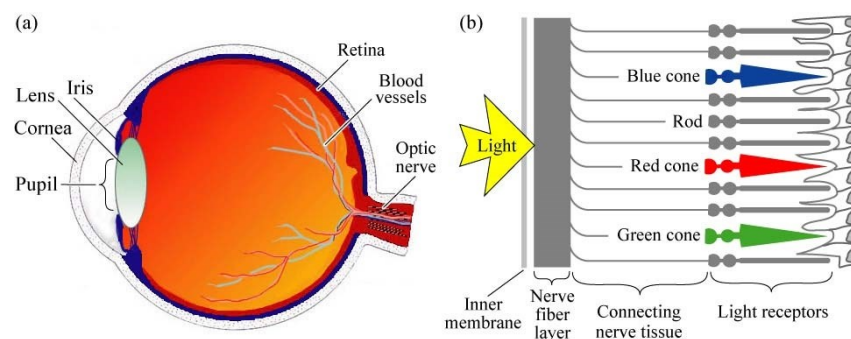 (a)
Retina
Iris
Blood
vessels
Lens
Cornea
Optic
nerve
Pupil
(b)
Blue cone
Rod
Light
Red cone
Green cone
Inner
membrane
Nerve
fiber
layer
Connecting
nerve tissue
Light receptors